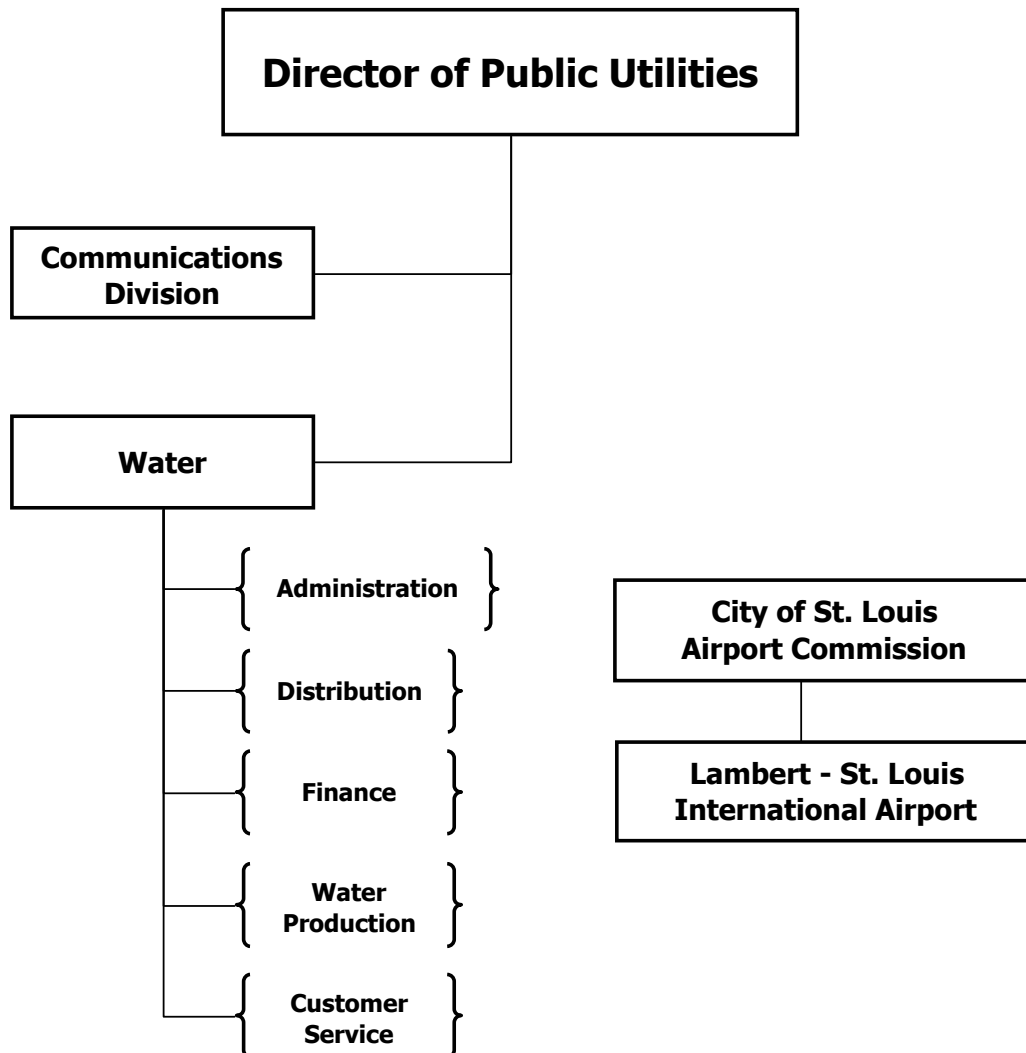 Director of Public Utilities
Communications
Division
Water
Administration
Distribution
Finance
Water
Production
Customer
Service
City of St. Louis
Airport Commission
Lambert - St. Louis
International Airport